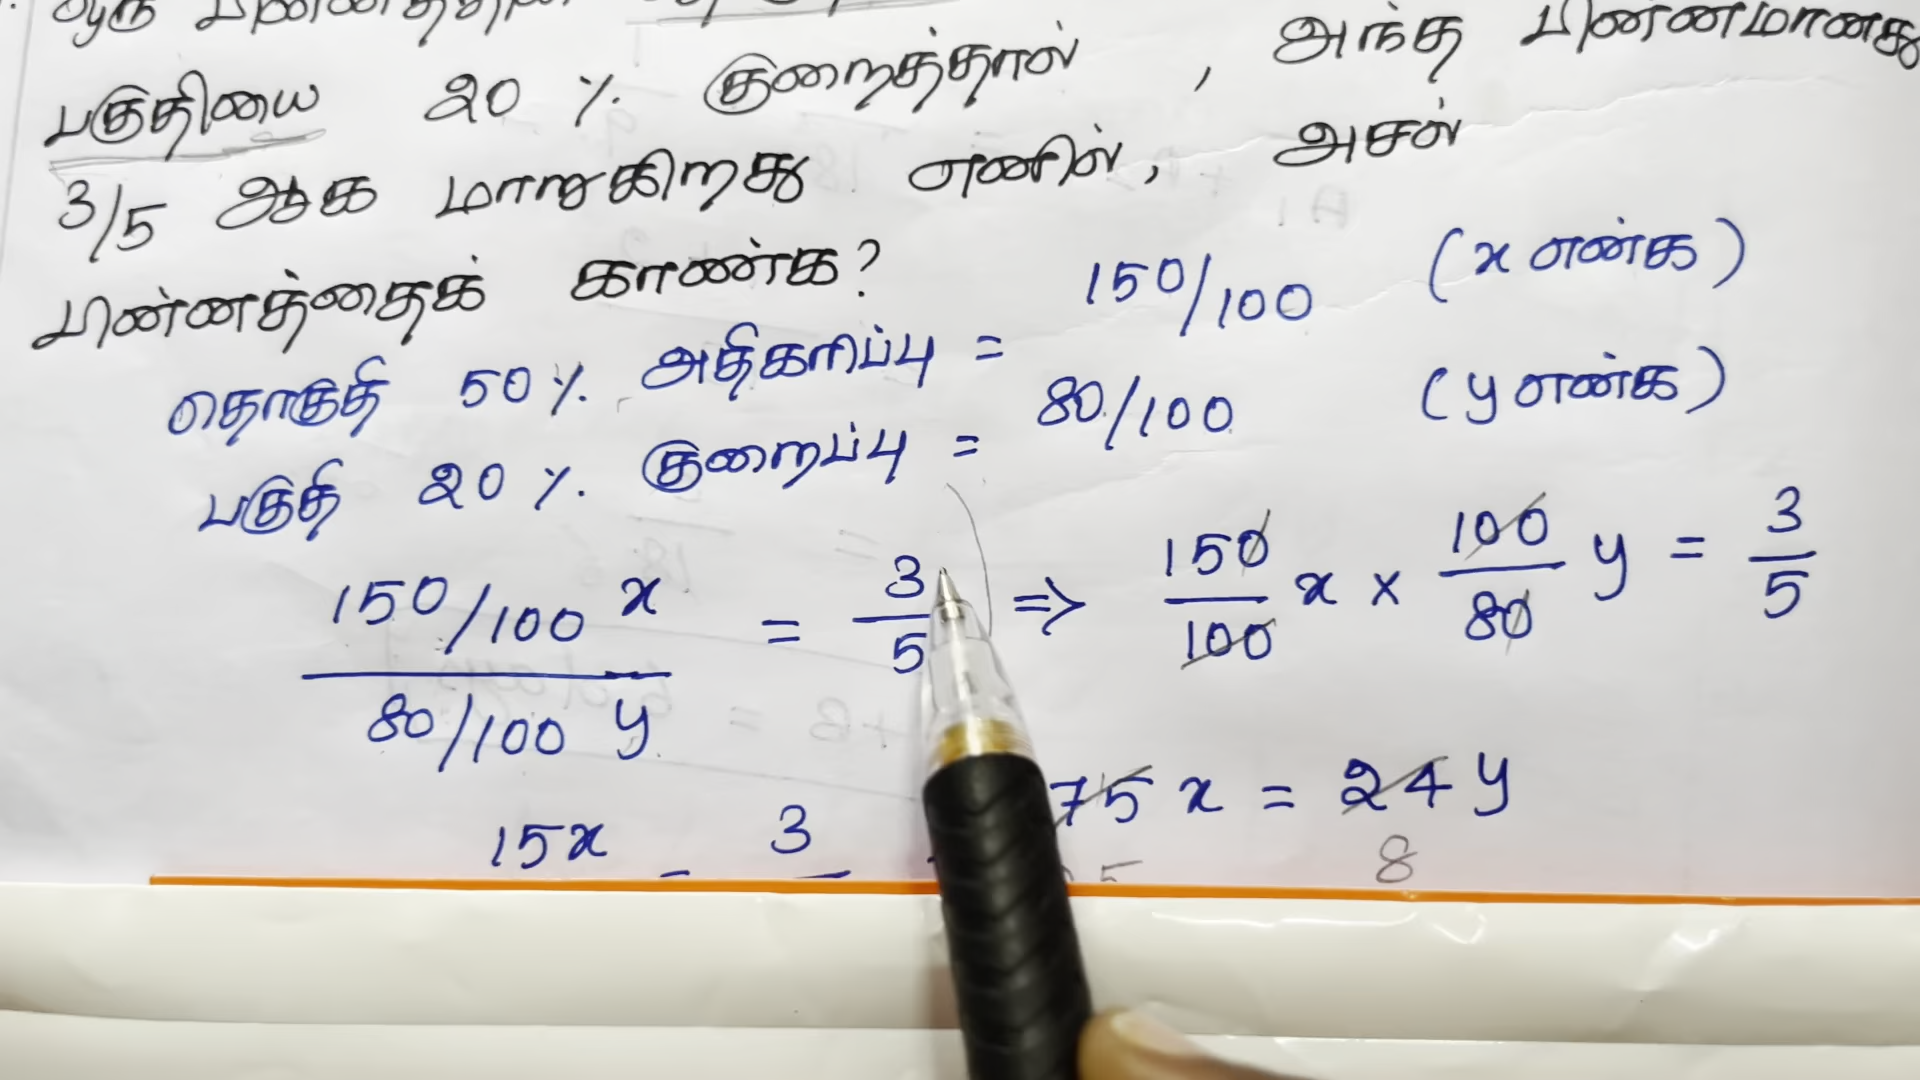 ஒரு பின்னத்தின்
பகுதியை 20 %. குறைத்தால் , அந்த பின்னமானது
3/5 ஆக மாறுகிறது எனில், அசல்
பின்னத்தைக் காண்க?
தொகுதி 50 %. அதிகரிப்பு = 150/100 (x என்க)
பகுதி 20 %. குறைப்பு = 80/100 (y என்க)
150/100 x / 80/100 y = 3/5 => 150/100 x × 100/80 y = 3/5
15x 3 75 x = 24 y
8